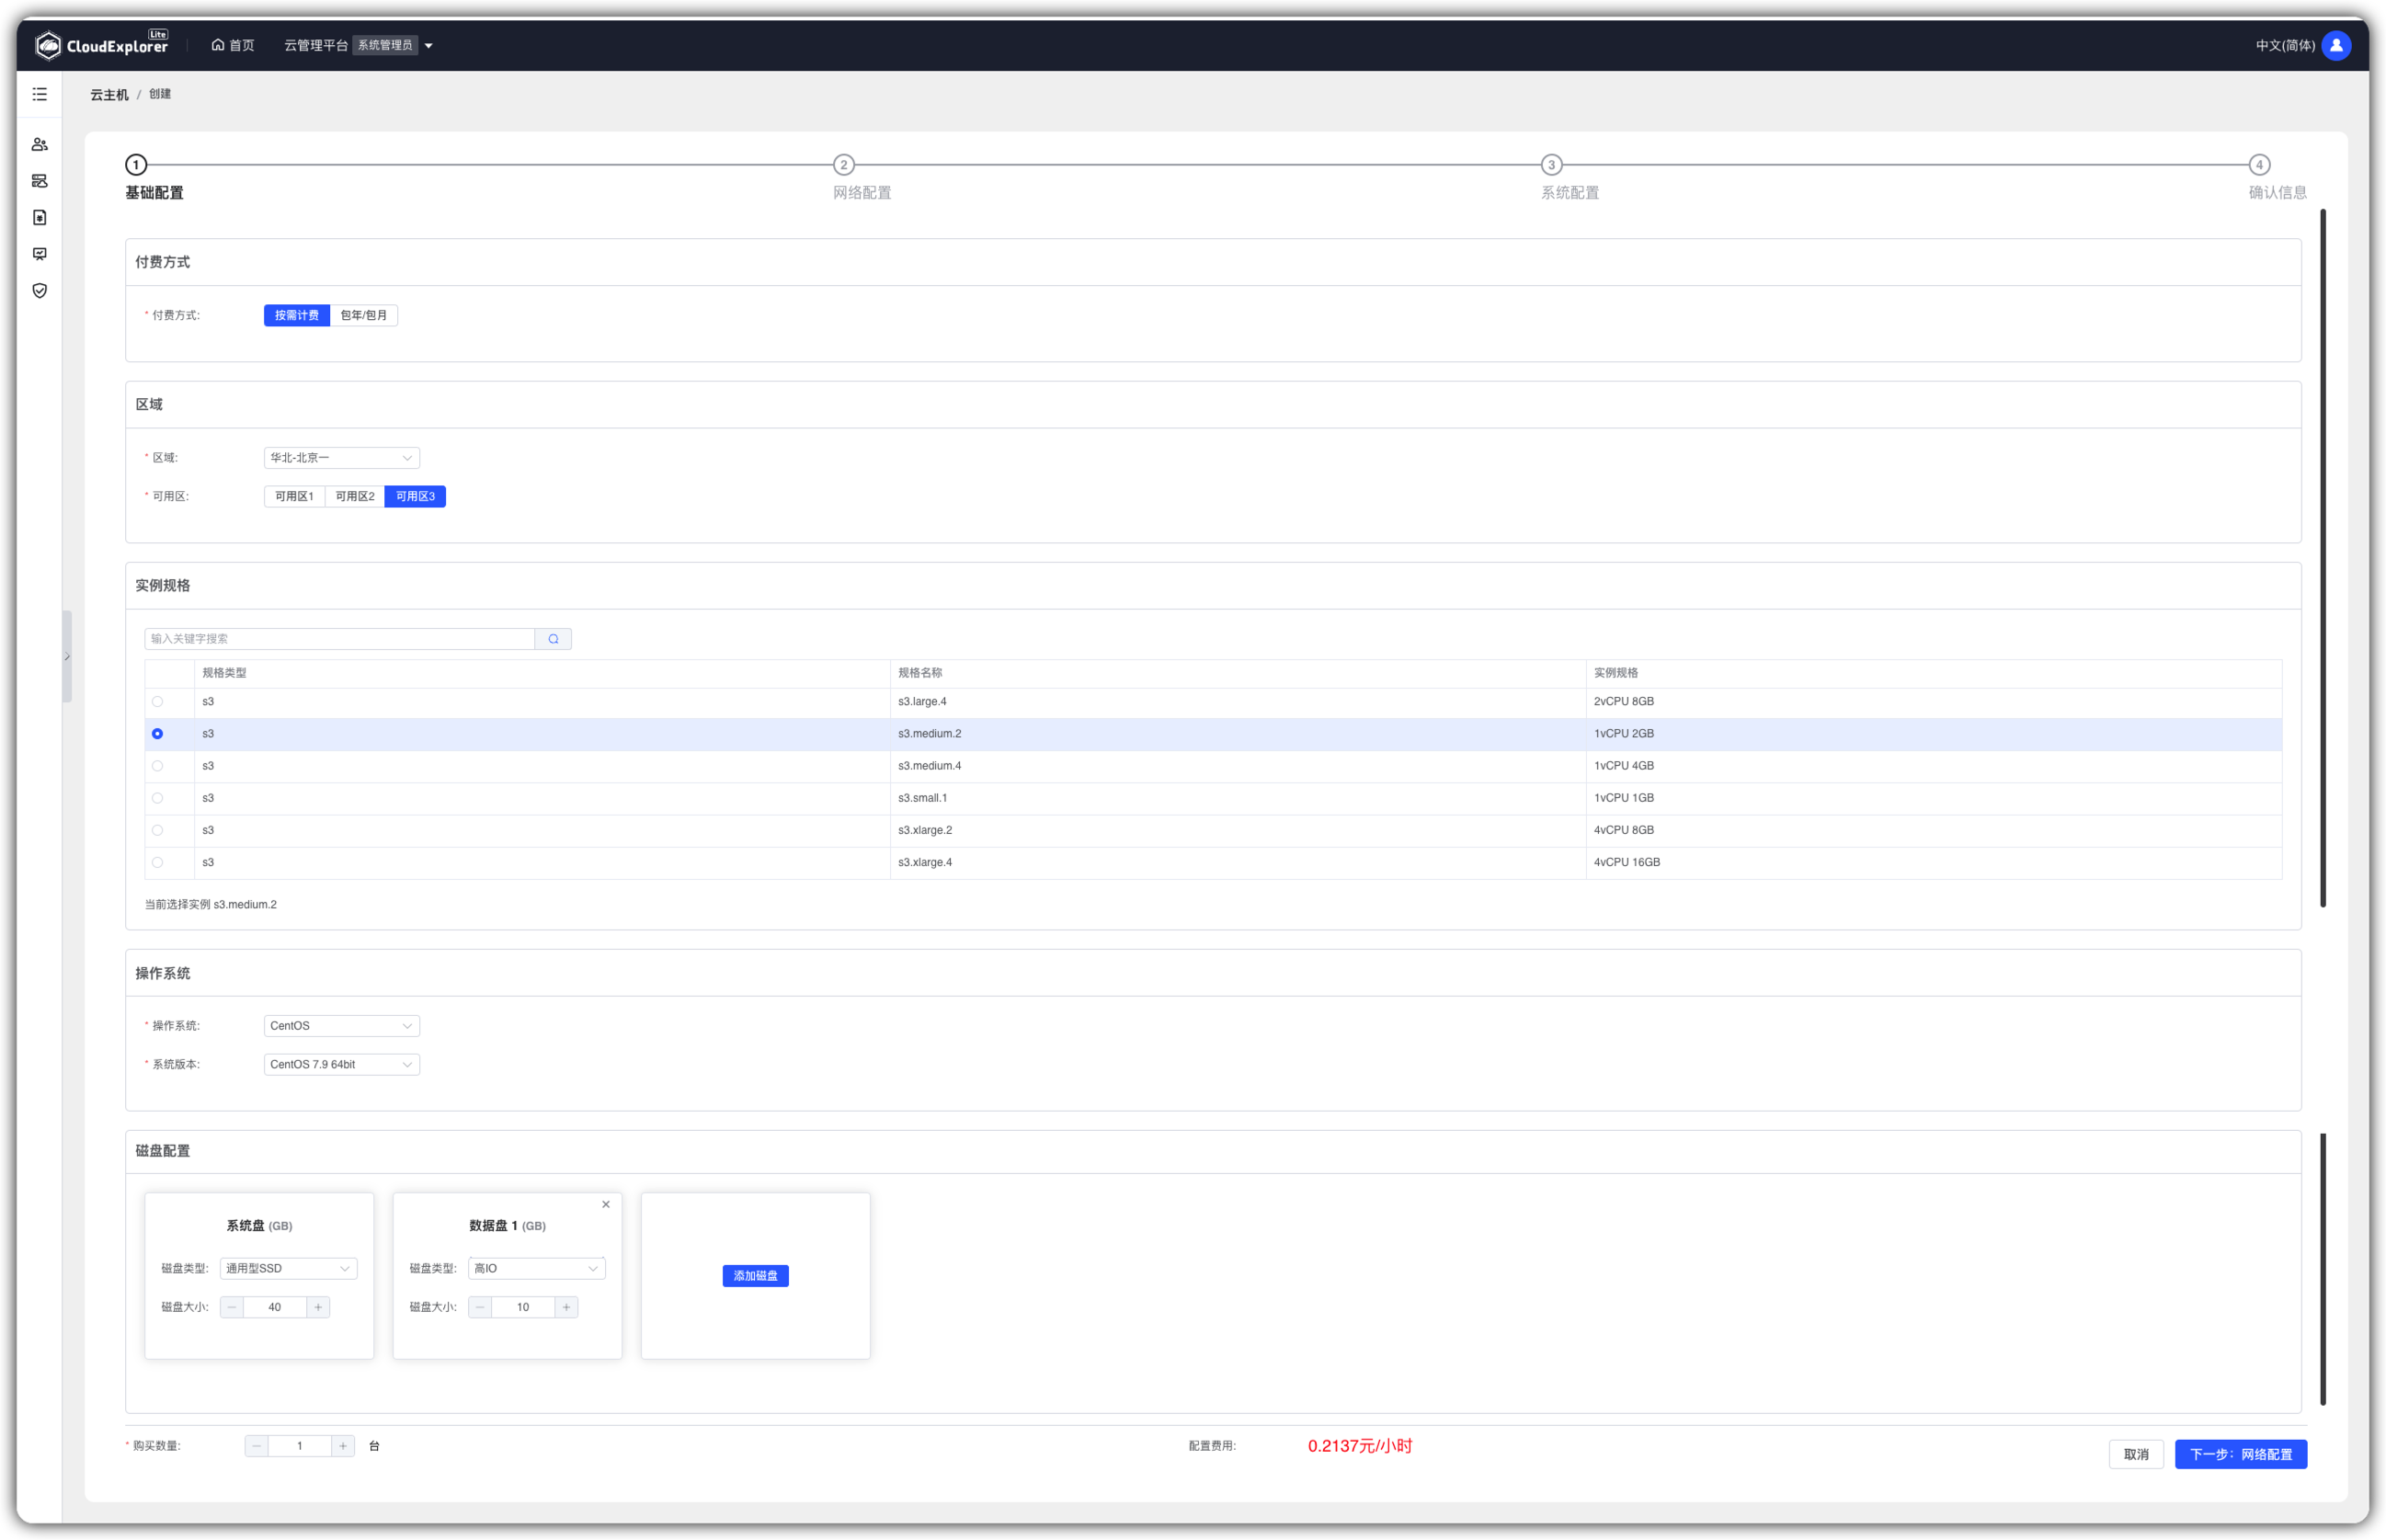 CloudExplorer Lite 首页 云管理平台 系统管理员 中文(简体)
云主机 / 创建
1 2 3 4
基础配置 网络配置 系统配置 确认信息
付费方式
* 付费方式: 按需计费 包年/包月
区域
* 区域: 华北-北京一
* 可用区: 可用区1 可用区2 可用区3
实例规格
输入关键字搜索
规格类型 规格名称 实例规格
s3 s3.large.4 2vCPU 8GB
s3 s3.medium.2 1vCPU 2GB
s3 s3.medium.4 1vCPU 4GB
s3 s3.small.1 1vCPU 1GB
s3 s3.xlarge.2 4vCPU 8GB
s3 s3.xlarge.4 4vCPU 16GB
当前选择实例 s3.medium.2
操作系统
* 操作系统: CentOS
* 系统版本: CentOS 7.9 64bit
磁盘配置
系统盘 (GB) 数据盘 1 (GB)
磁盘类型: 通用型SSD 磁盘类型: 高IO 添加磁盘
磁盘大小: 40 磁盘大小: 10
* 购买数量: 1 台 配置费用: 0.2137元/小时 取消 下一步：网络配置